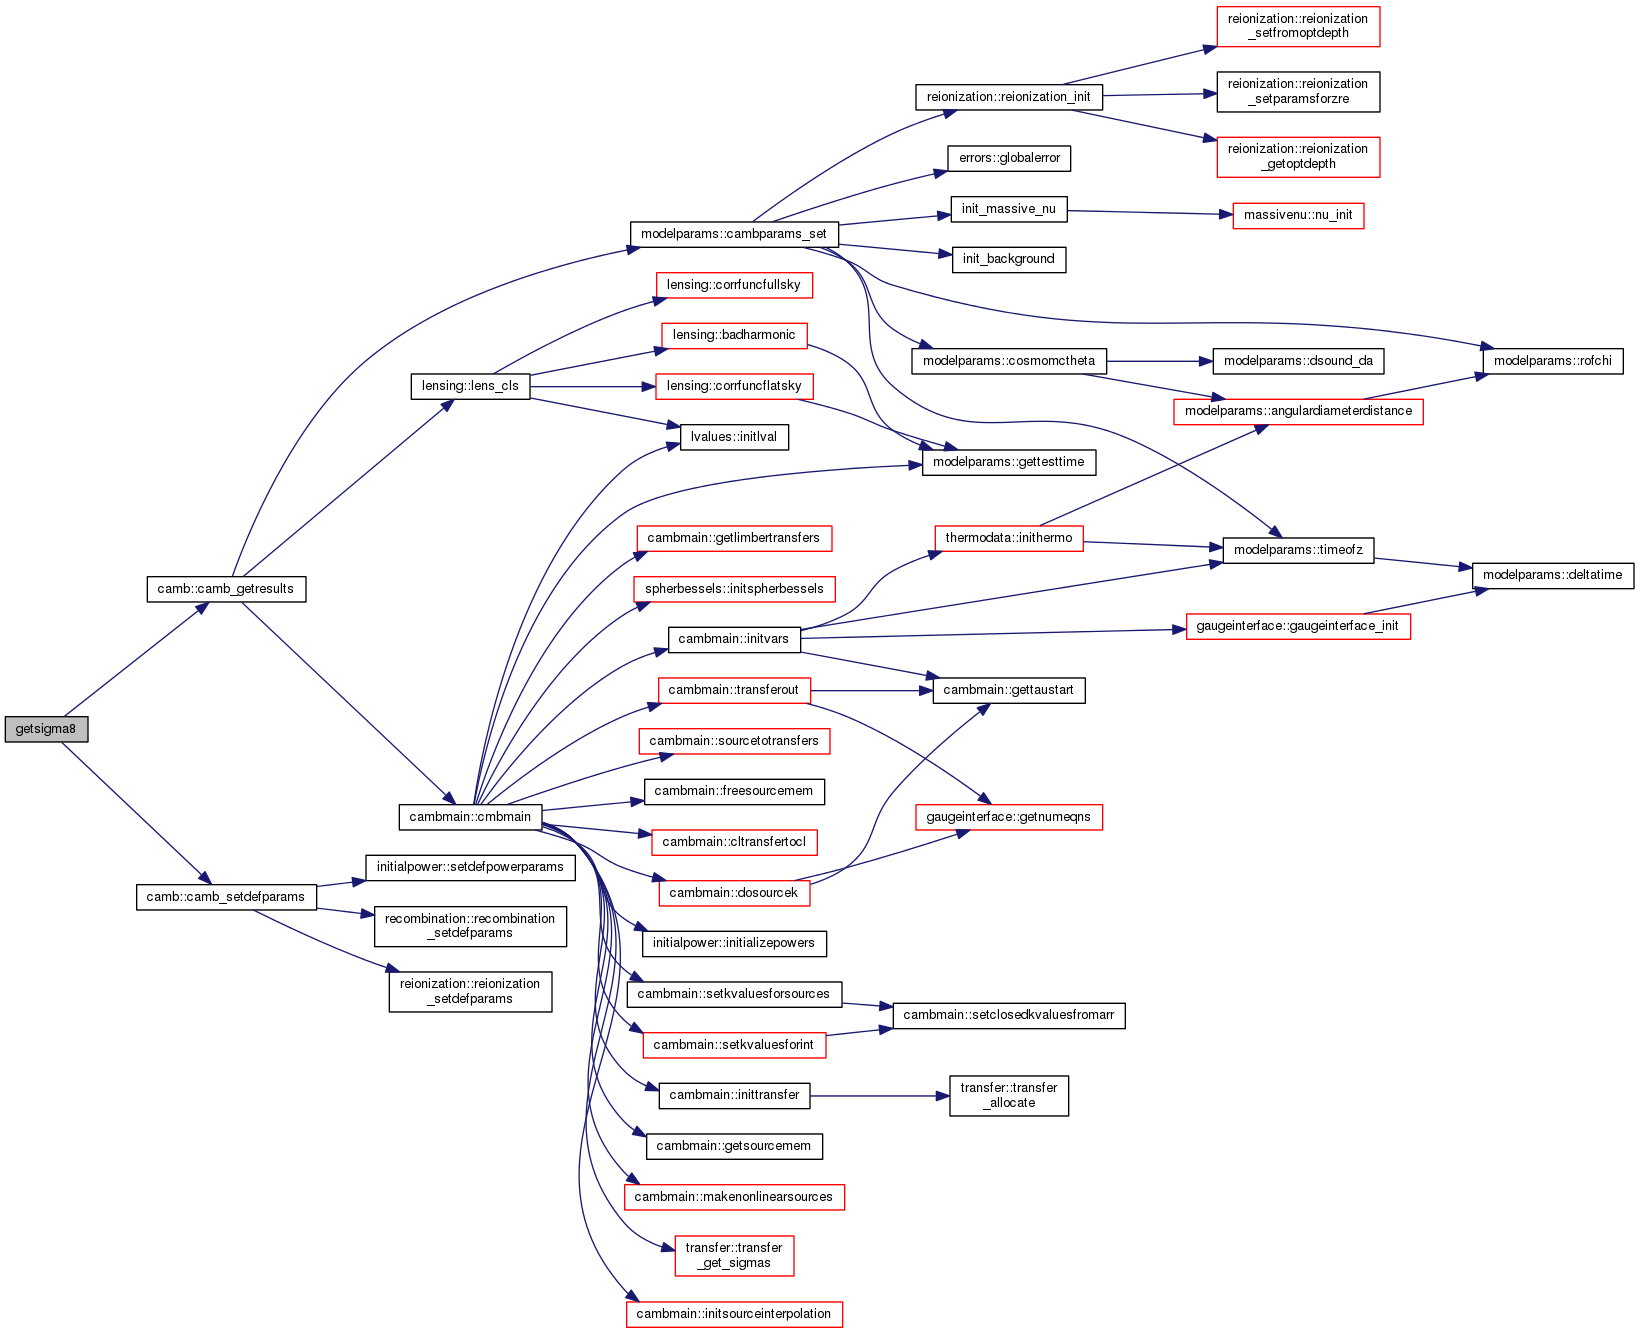 reionization::reionization
_setfromoptdepth
reionization::reionization_init
reionization::reionization
_setparamsforzre
reionization::reionization
_getoptdepth
errors::globalerror
init_massive_nu
massivenu::nu_init
modelparams::cambparams_set
init_background
lensing::corrfuncfullsky
lensing::badharmonic
modelparams::cosmomctheta
modelparams::dsound_da
modelparams::rofchi
lensing::lens_cls
lensing::corrfuncflatsky
modelparams::angulardiameterdistance
lvalues::initlval
modelparams::gettesttime
cambmain::getlimbertransfers
thermodata::inithermo
modelparams::timeofz
modelparams::deltatime
camb::camb_getresults
spherbessels::initspherbessels
cambmain::initvars
gaugeinterface::gaugeinterface_init
cambmain::transferout
cambmain::gettaustart
getsigma8
cambmain::sourcetotransfers
cambmain::freesourcemem
cambmain::cmbmain
gaugeinterface::getnumeqns
cambmain::cltransfertocl
initialpower::setdefpowerparams
camb::camb_setdefparams
cambmain::dosourcek
recombination::recombination
_setdefparams
initialpower::initializepowers
reionization::reionization
_setdefparams
cambmain::setkvaluesforsources
cambmain::setclosedkvaluesfromarr
cambmain::setkvaluesforint
cambmain::inittransfer
transfer::transfer
_allocate
cambmain::getsourcemem
cambmain::makenonlinearsources
transfer::transfer
_get_sigmas
cambmain::initsourceinterpolation